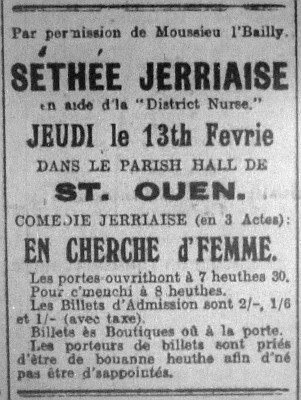 Par permission de Moussieu l'Bailly.
SÉTHÉE JERRIAISE
en aide d'la "District Nurse."
JEUDI le 13th Fevrie
DANS LE PARISH HALL DE
ST. OUEN.
COMEDIE JERRIAISE (en 3 Actes):
EN CHERCHE d'FEMME.
Les portes ouvrithont à 7 heuthes 30.
Pour c'menchi à 8 heuthes.
Les Billets d'Admission sont 2/-, 1/6
et 1/- (avec taxe).
Billets ès Boutiques où à la porte.
Les porteurs de billets sont priés
d'être de bouanne heuthe afin d'né
pas être d'sappointés.